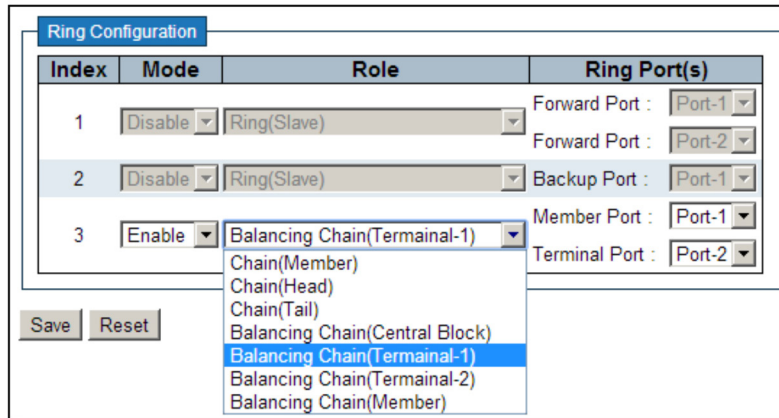 Ring Configuration
Index Mode Role Ring Port(s)
1 Disable Ring(Slave) Forward Port : Port-1
Forward Port : Port-2
2 Disable Ring(Slave) Backup Port : Port-1
3 Enable Balancing Chain(Termainal-1) Member Port : Port-1
Terminal Port : Port-2
Chain(Member)
Chain(Head)
Chain(Tail)
Balancing Chain(Central Block)
Balancing Chain(Termainal-1)
Balancing Chain(Termainal-2)
Balancing Chain(Member)
Save Reset